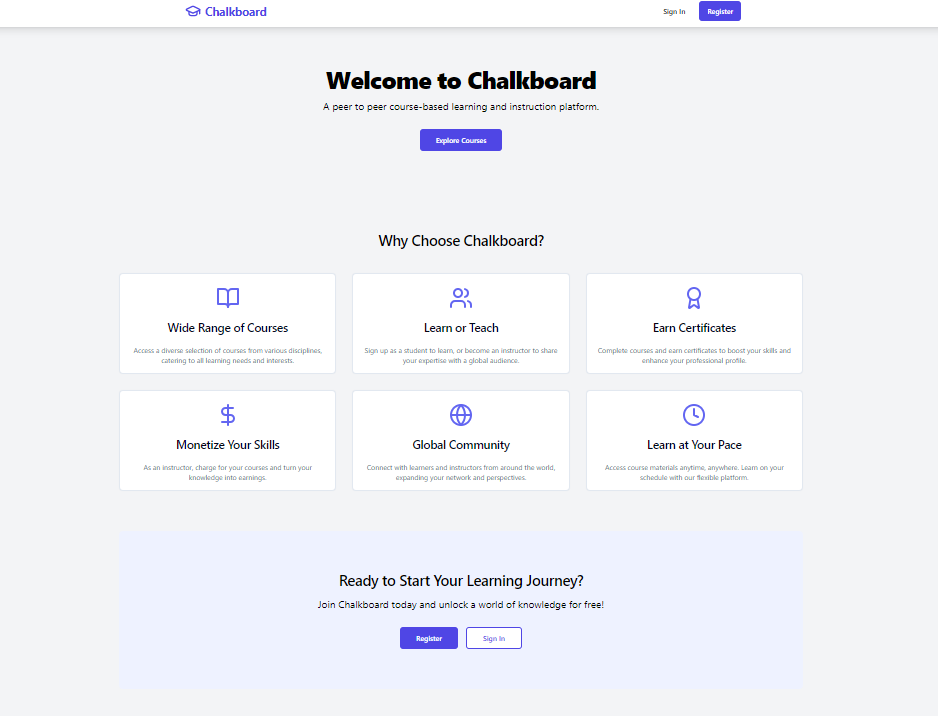 Chalkboard
Sign In
Register
Welcome to Chalkboard
A peer to peer course-based learning and instruction platform.
Explore Courses
Why Choose Chalkboard?
Wide Range of Courses
Access a diverse selection of courses from various disciplines,
catering to all learning needs and interests.
Learn or Teach
Sign up as a student to learn, or become an instructor to share
your expertise with a global audience.
Earn Certificates
Complete courses and earn certificates to boost your skills and
enhance your professional profile.
Monetize Your Skills
As an instructor, charge for your courses and turn your
knowledge into earnings.
Global Community
Connect with learners and instructors from around the world,
expanding your network and perspectives.
Learn at Your Pace
Access course materials anytime, anywhere. Learn on your
schedule with our flexible platform.
Ready to Start Your Learning Journey?
Join Chalkboard today and unlock a world of knowledge for free!
Register
Sign In